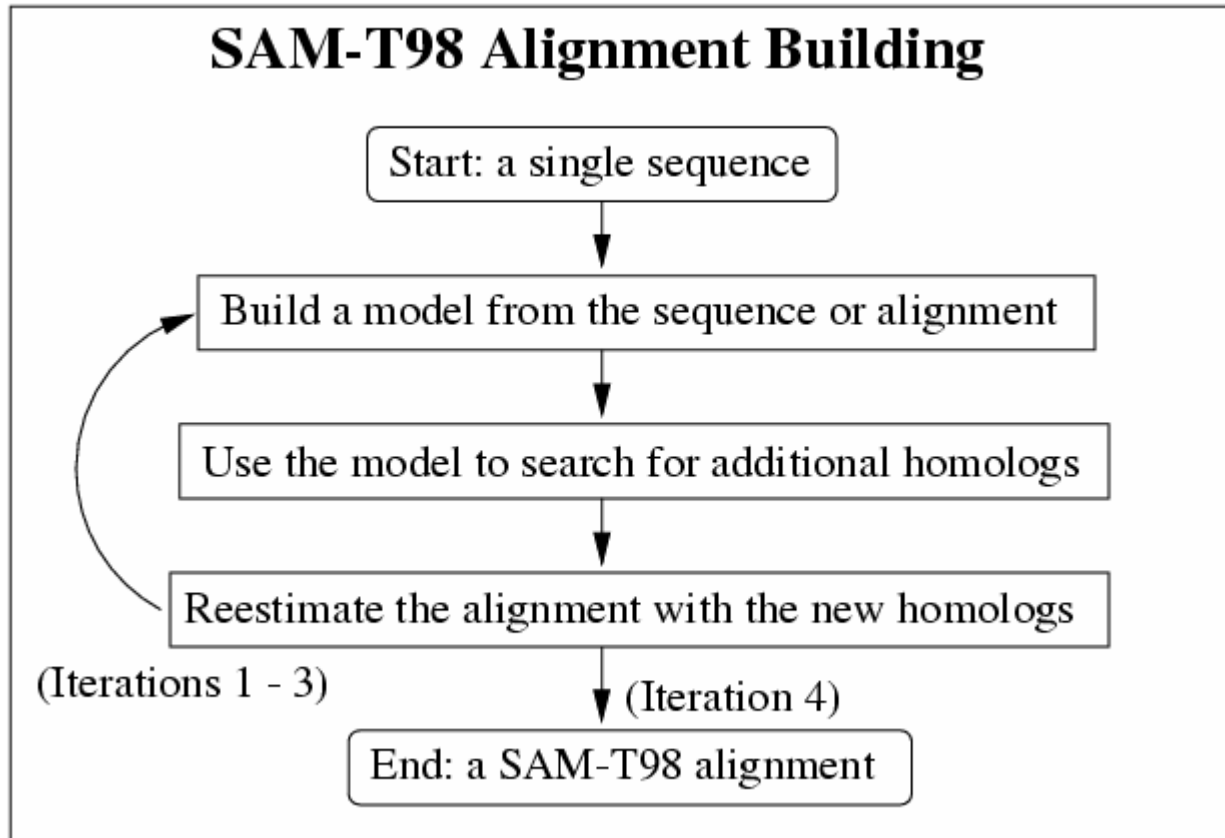 SAM-T98 Alignment Building
Start: a single sequence
Build a model from the sequence or alignment
Use the model to search for additional homologs
Reestimate the alignment with the new homologs
(Iterations 1 - 3)
(Iteration 4)
End: a SAM-T98 alignment